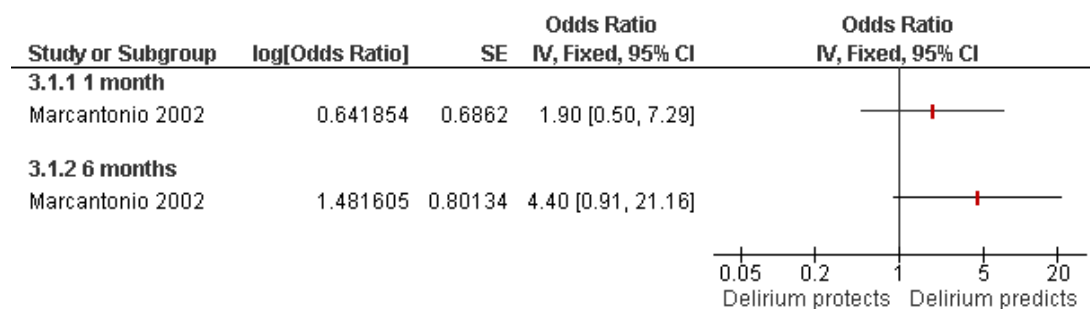 Odds Ratio Odds Ratio
Study or Subgroup log[Odds Ratio] SE IV, Fixed, 95% CI IV, Fixed, 95% CI
3.1.1 1 month
Marcantonio 2002 0.641854 0.6862 1.90 [0.50, 7.29]
3.1.2 6 months
Marcantonio 2002 1.481605 0.80134 4.40 [0.91, 21.16]
0.05 0.2 1 5 20
Delirium protects Delirium predicts